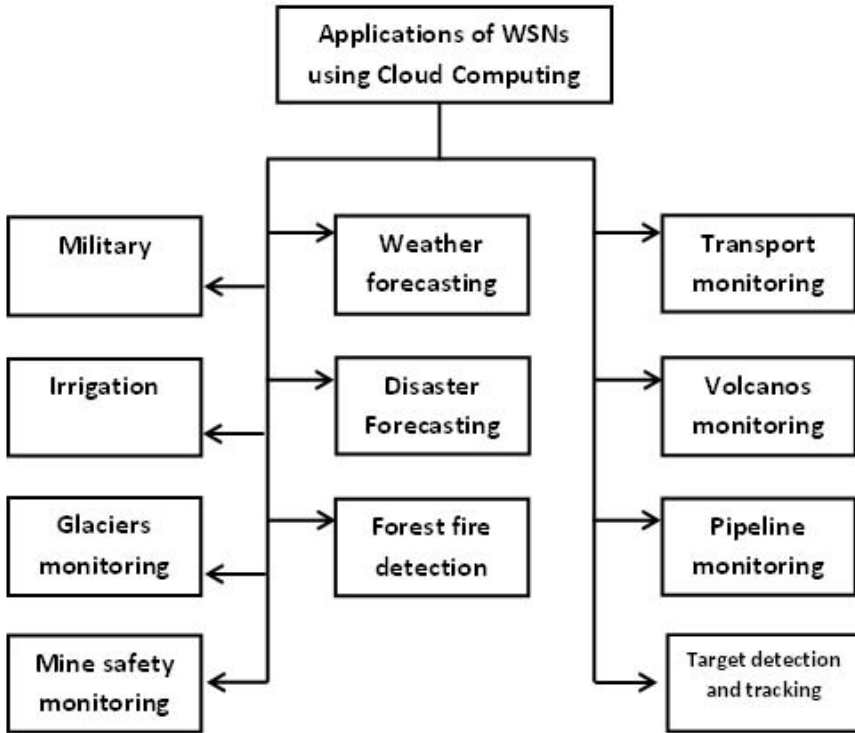 Applications of WSNs
using Cloud Computing
Military
Weather
forecasting
Transport
monitoring
Irrigation
Disaster
Forecasting
Volcanos
monitoring
Glaciers
monitoring
Forest fire
detection
Pipeline
monitoring
Mine safety
monitoring
Target detection
and tracking